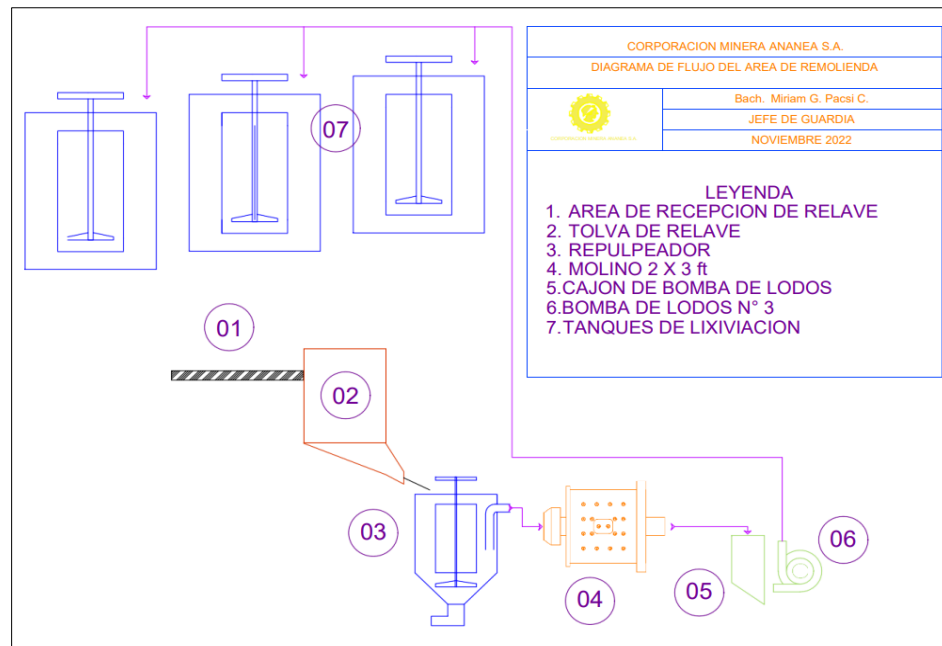 CORPORACION MINERA ANANEA S.A.
DIAGRAMA DE FLUJO DEL AREA DE REMOLIENDA
Bach. Miriam G. Pacsi C.
JEFE DE GUARDIA
NOVIEMBRE 2022
CORPORACION MINERA ANANEA S.A.
LEYENDA
1. AREA DE RECEPCION DE RELAVE
2. TOLVA DE RELAVE
3. REPULPEADOR
4. MOLINO 2 X 3 ft
5.CAJON DE BOMBA DE LODOS
6.BOMBA DE LODOS N° 3
7.TANQUES DE LIXIVIACION
07
01
02
03
04
05
06